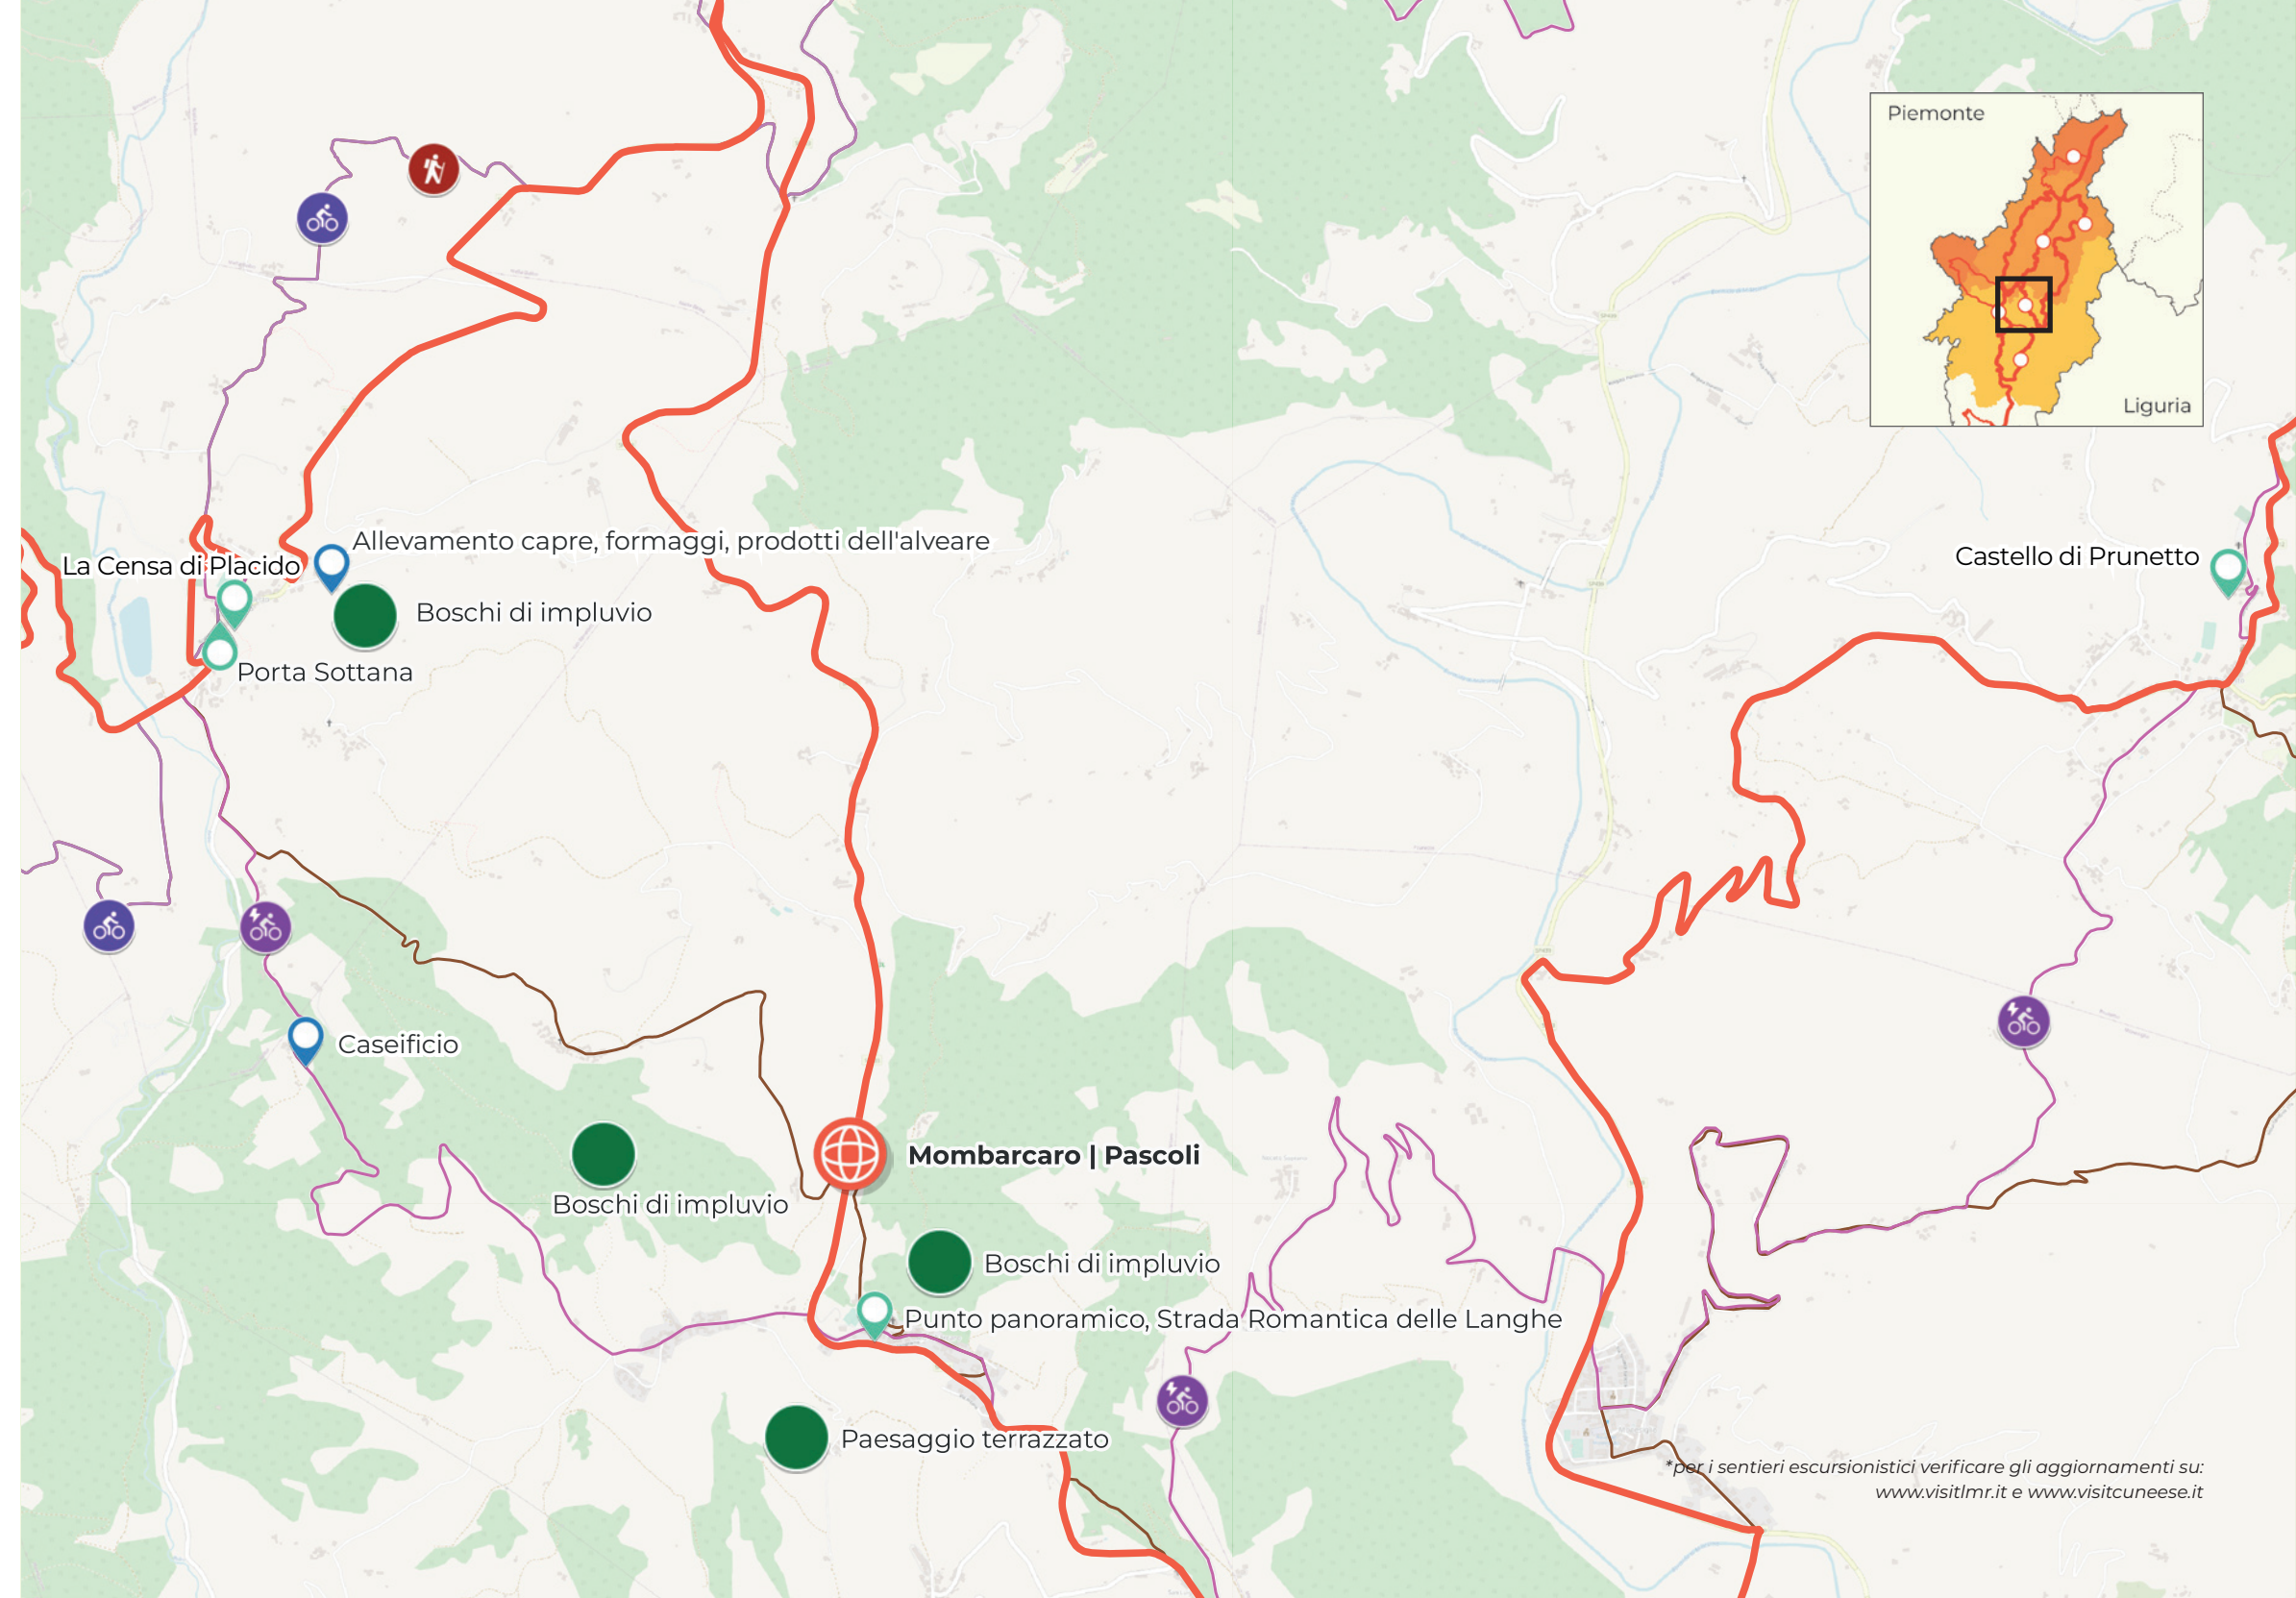 Piemonte
Liguria
Allevamento capre, formaggi, prodotti dell'alveare
La Censa di Placido
Castello di Prunetto
Boschi di impluvio
Porta Sottana
Caseificio
Mombarcaro | Pascoli
Boschi di impluvio
Boschi di impluvio
Punto panoramico, Strada Romantica delle Langhe
Paesaggio terrazzato
*per i sentieri escursionistici verificare gli aggiornamenti su:
www.visitlmr.it e www.visitcuneese.it